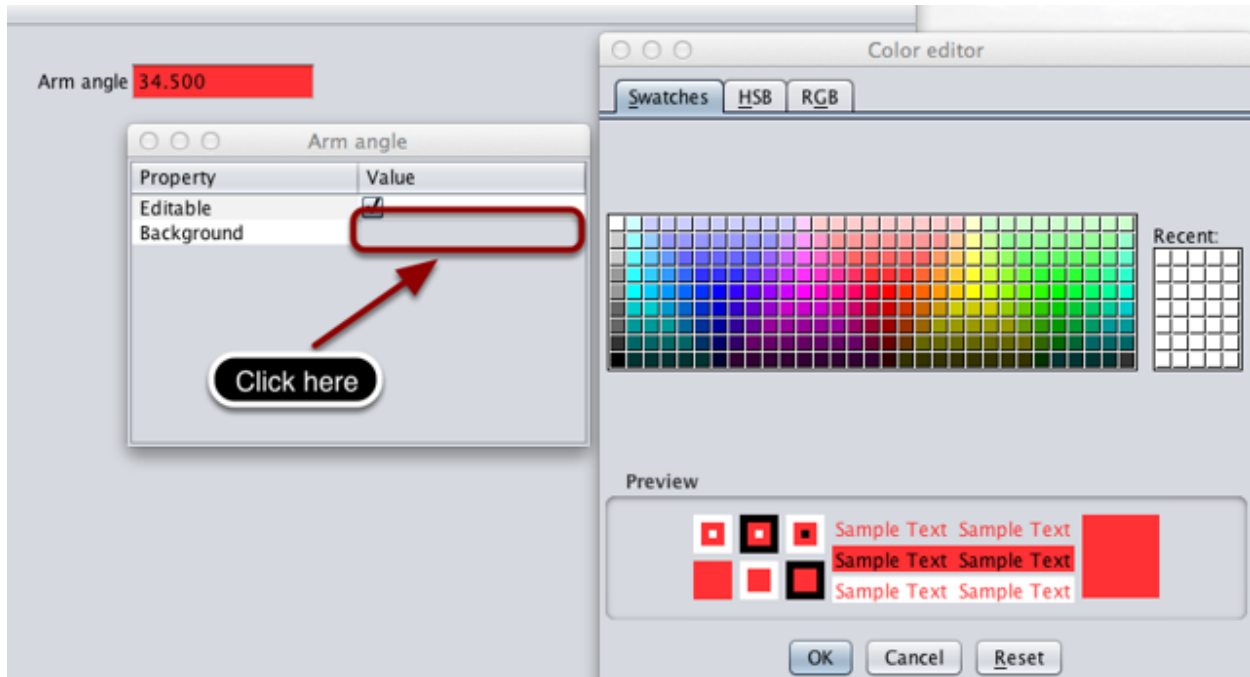 Arm angle 34.500
Arm angle
Property Value
Editable
Background
Click here
Color editor
Swatches HSB RGB
Recent:
Preview
Sample Text Sample Text
Sample Text Sample Text
Sample Text Sample Text
OK Cancel Reset